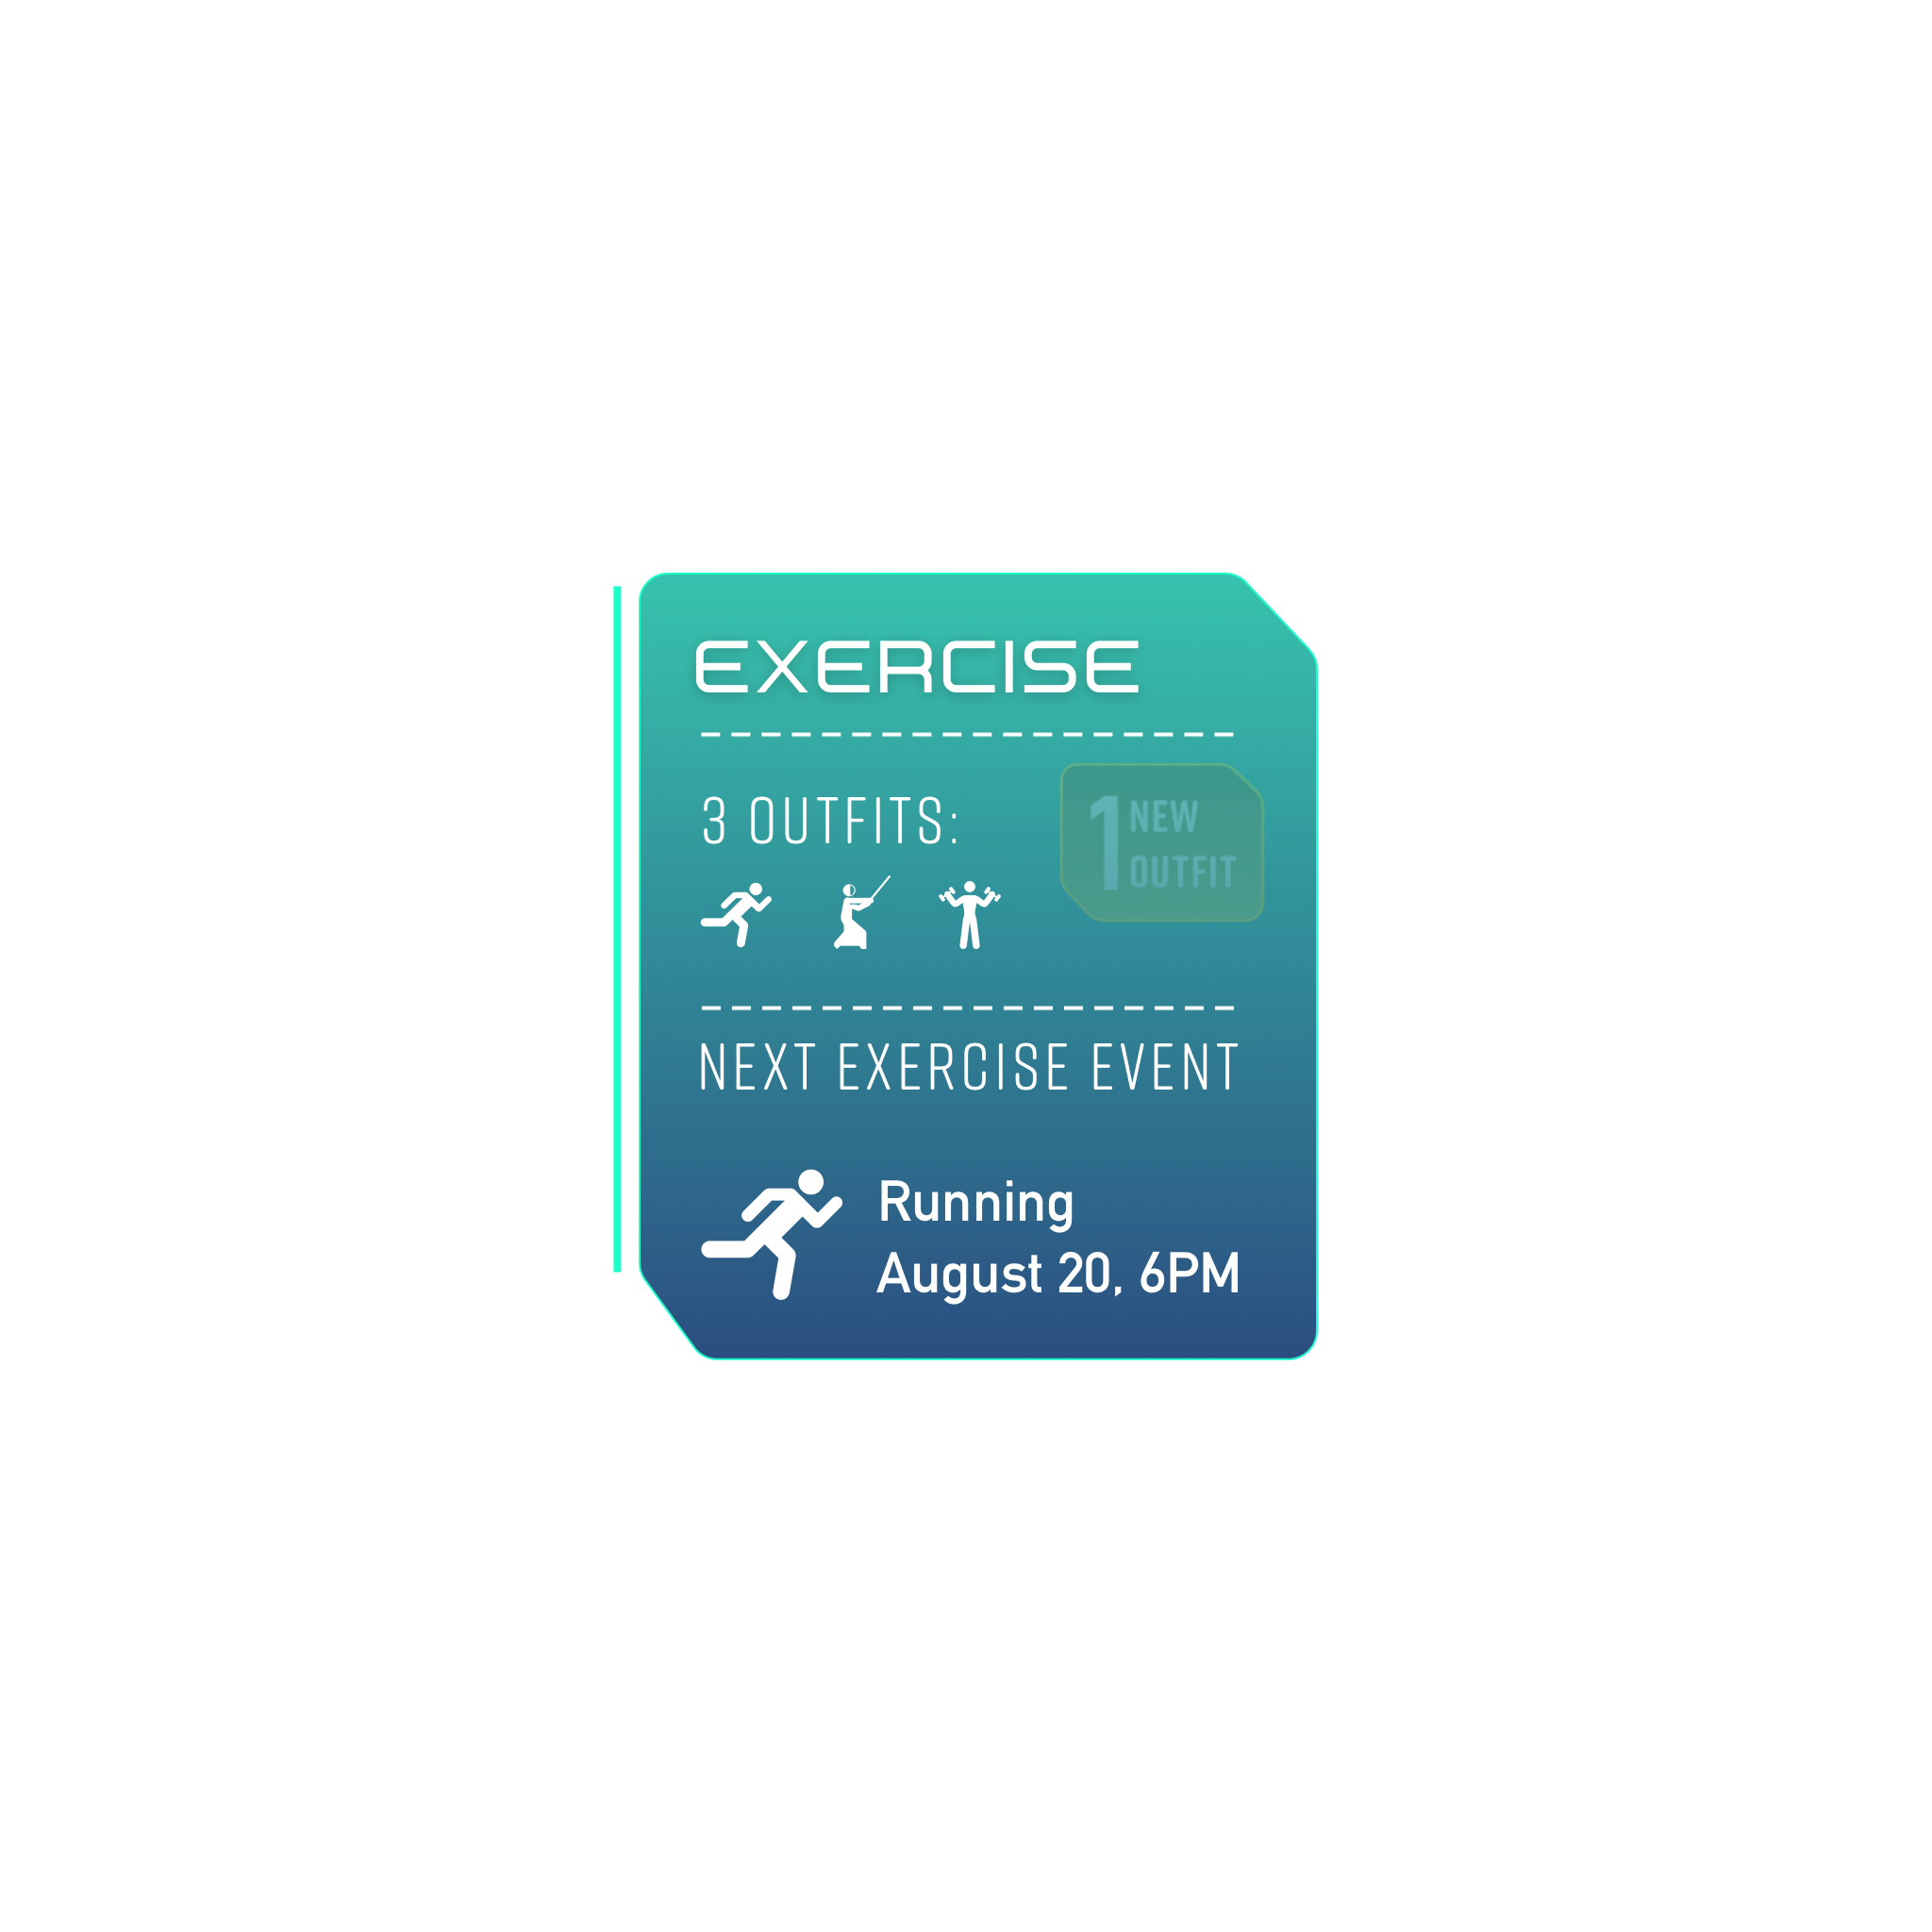 EXERCISE
3 OUTFITS:
1 NEW
OUTFIT
NEXT EXERCISE EVENT
Running
August 20, 6PM